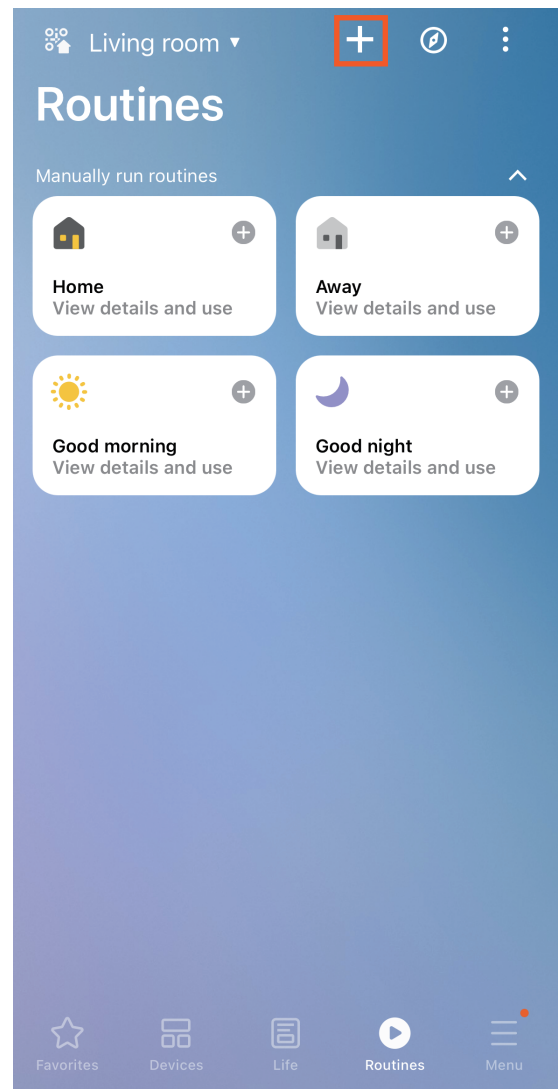 Living room
Routines
Manually run routines
Home
View details and use
Away
View details and use
Good morning
View details and use
Good night
View details and use
Favorites
Devices
Life
Routines
Menu